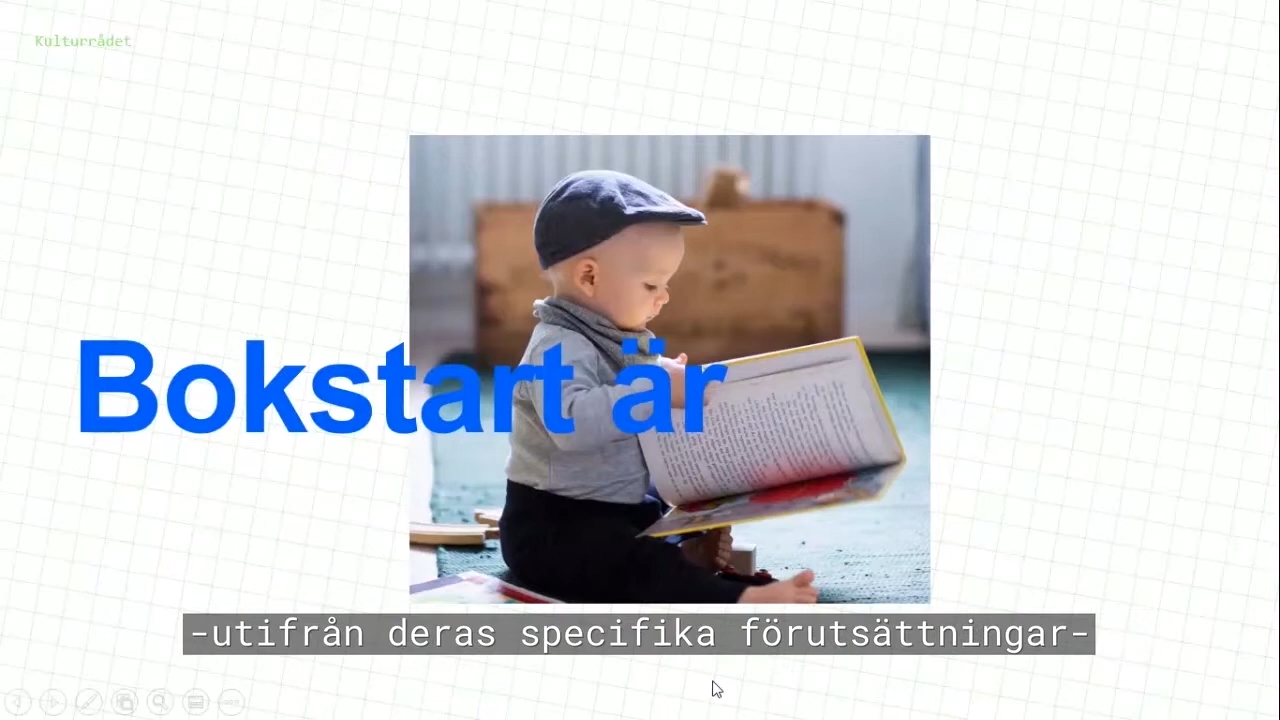 Kulturrådet
Bokstart är
-utifrån deras specifika förutsättningar-